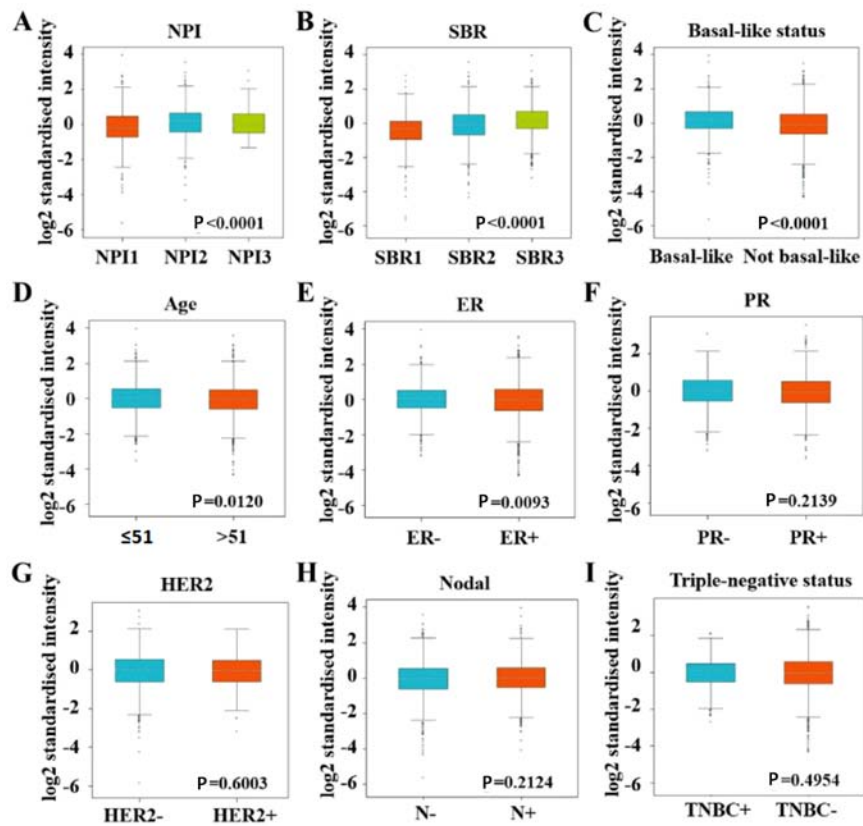 A NPI
log2 standardised intensity
4
2
0
-2
-4
-6
P<0.0001
NPI1 NPI2 NPI3
B SBR
log2 standardised intensity
4
2
0
-2
-4
-6
P<0.0001
SBR1 SBR2 SBR3
C Basal-like status
log2 standardised intensity
4
2
0
-2
-4
-6
P<0.0001
Basal-like Not basal-like
D Age
log2 standardised intensity
4
2
0
-2
-4
-6
P=0.0120
≤51 >51
E ER
log2 standardised intensity
4
2
0
-2
-4
-6
P=0.0093
ER- ER+
F PR
log2 standardised intensity
2
0
-2
-4
-6
P=0.2139
PR- PR+
G HER2
log2 standardised intensity
2
0
-2
-4
-6
P=0.6003
HER2- HER2+
H Nodal
log2 standardised intensity
4
2
0
-2
-4
-6
P=0.2124
N- N+
I Triple-negative status
log2 standardised intensity
2
0
-2
-4
-6
P=0.4954
TNBC+ TNBC-